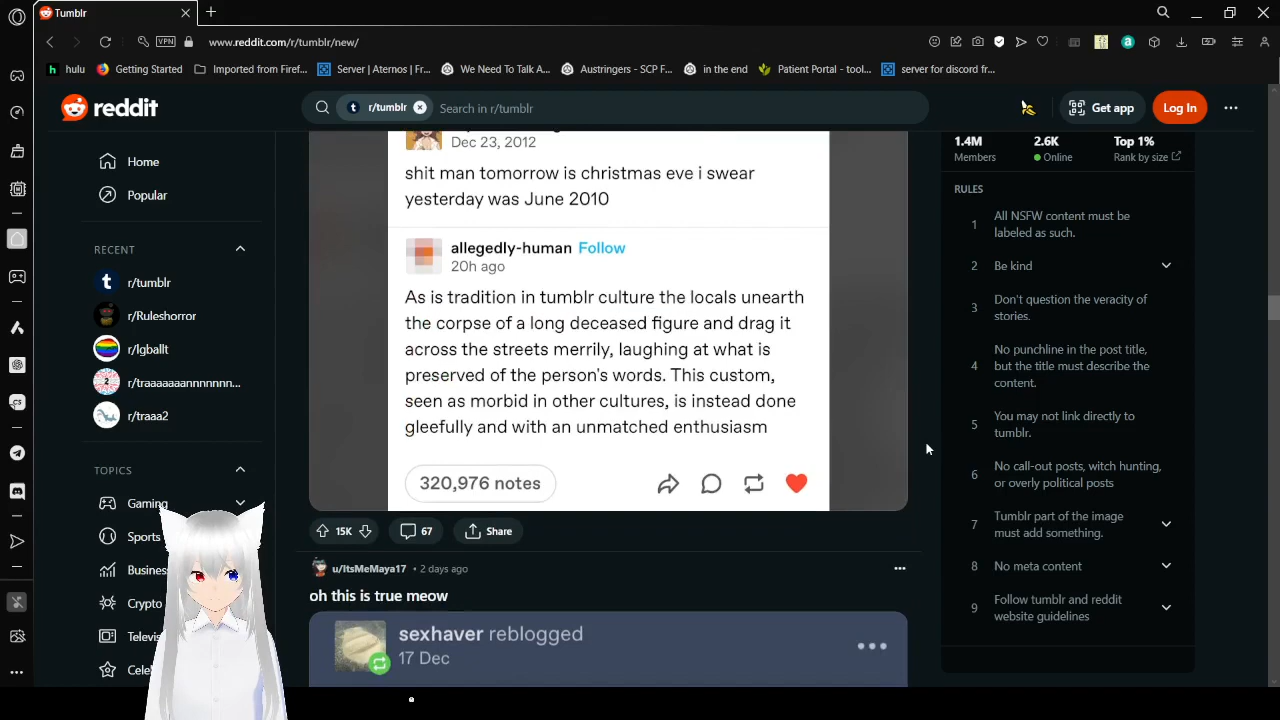 Tumblr
VPN
www.reddit.com/r/tumblr/new/
hulu
Getting Started
Imported from Firef...
Server | Aternos | Fr...
We Need To Talk A...
Austringers - SCP F...
in the end
Patient Portal - tool...
server for discord fr...
reddit
r/tumblr
Search in r/tumblr
Get app
Log In
Home
Popular
RECENT
r/tumblr
r/Ruleshorror
r/lgballt
r/traaaaaaannnnnnn...
r/traaa2
TOPICS
Gaming
Sports
Busines
Crypto
Televis
Cele
Dec 23, 2012
shit man tomorrow is christmas eve i swear
yesterday was June 2010
allegedly-human Follow
20h ago
As is tradition in tumblr culture the locals unearth
the corpse of a long deceased figure and drag it
across the streets merrily, laughing at what is
preserved of the person's words. This custom,
seen as morbid in other cultures, is instead done
gleefully and with an unmatched enthusiasm
320,976 notes
15K
67
Share
u/ItsMeMaya17 • 2 days ago
oh this is true meow
sexhaver reblogged
17 Dec
1.4M
Members
2.6K
Online
Top 1%
Rank by size
RULES
1 All NSFW content must be
labeled as such.
2 Be kind
3 Don't question the veracity of
stories.
4 No punchline in the post title,
but the title must describe the
content.
5 You may not link directly to
tumblr.
6 No call-out posts, witch hunting,
or overly political posts
7 Tumblr part of the image
must add something.
8 No meta content
9 Follow tumblr and reddit
website guidelines